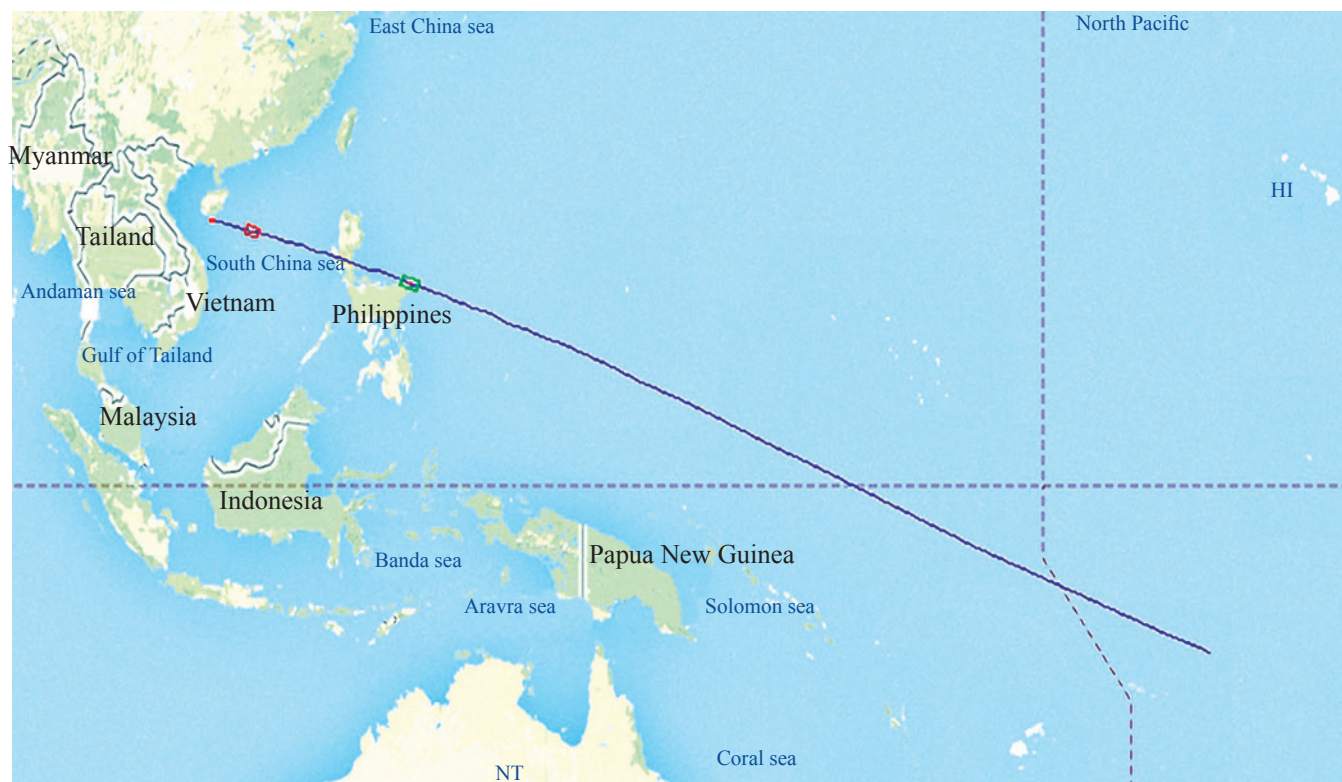 East China sea
North Pacific
Myanmar
HI
Tailand
South China sea
Andaman sea
Vietnam
Philippines
Gulf of Tailand
Malaysia
Indonesia
Papua New Guinea
Banda sea
Aravra sea
Solomon sea
Coral sea
NT